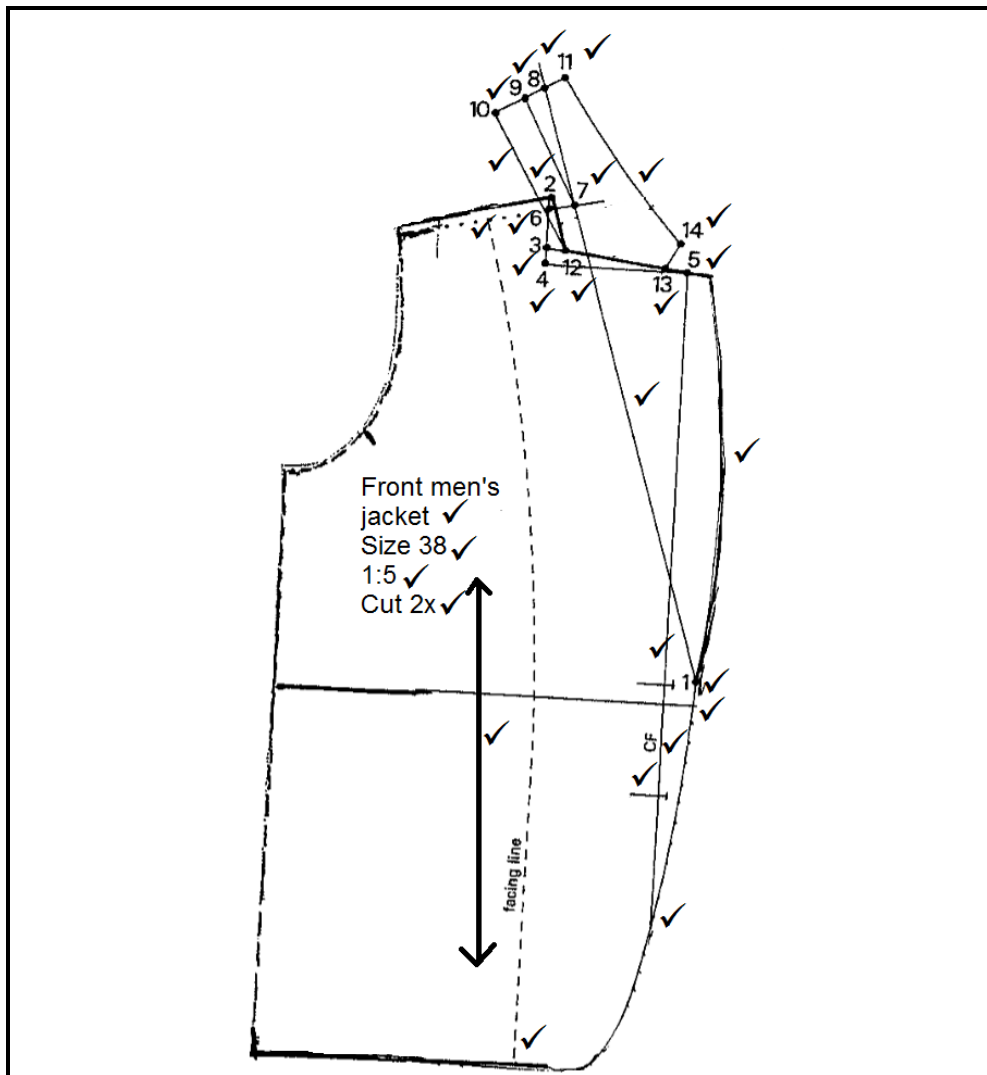 11
8
9
10
2
7
6
14
3
12
5
4
13
Front men's
jacket ✓
Size 38 ✓
1:5 ✓
Cut 2x ✓
1
CF
facing line